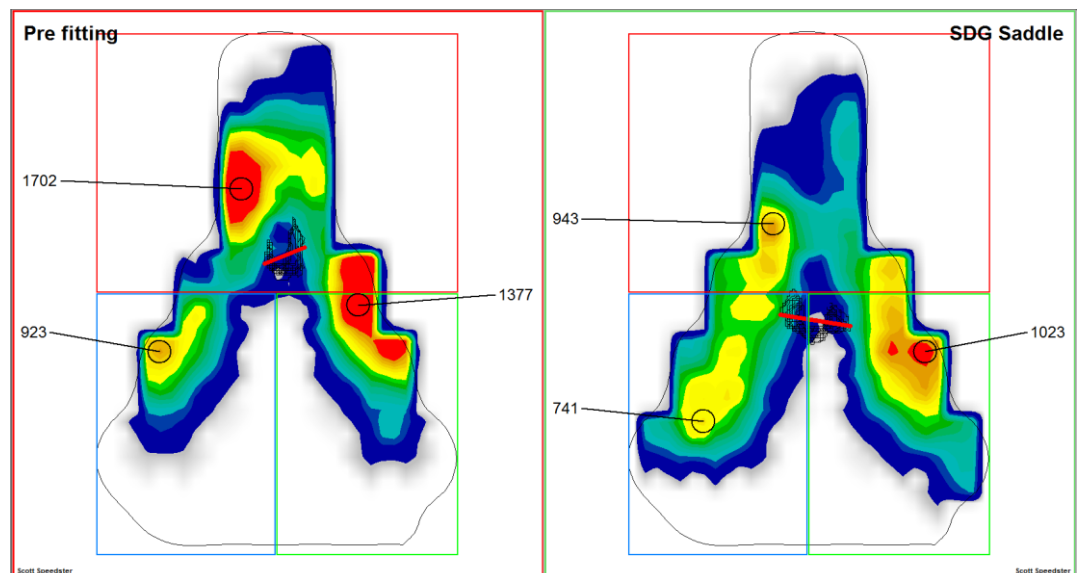 Pre fitting
SDG Saddle
1702
1377
923
943
1023
741
Scott Speedster
Scott Speedster